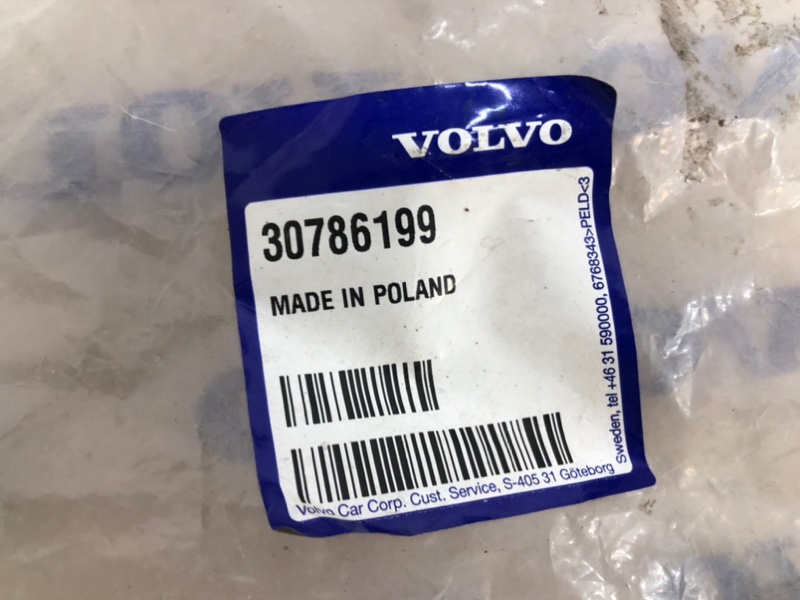 VOLVO
30786199
MADE IN POLAND
Volvo Car Corp. Cust. Service, S-405 31 Göteborg
Sweden, tel +46 31 590000, 6768343>PELD<3